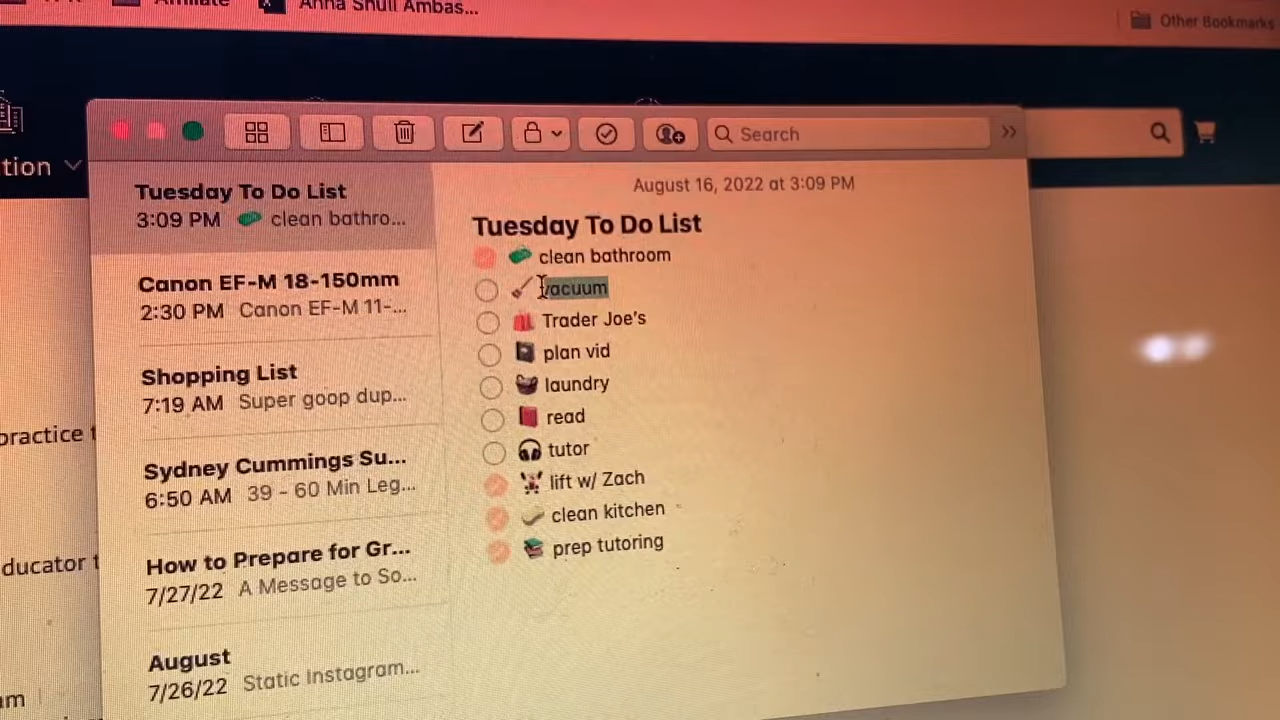 Affiliate
Anna Shull Ambas...
Other Bookmarks
tion
Search
Tuesday To Do List
3:09 PM clean bathro...
Canon EF-M 18-150mm
2:30 PM Canon EF-M 11-...
Shopping List
7:19 AM Super goop dup...
Sydney Cummings Su...
6:50 AM 39 - 60 Min Leg...
How to Prepare for Gr...
7/27/22 A Message to So...
August
7/26/22 Static Instagram...
August 16, 2022 at 3:09 PM
Tuesday To Do List
clean bathroom
vacuum
Trader Joe's
plan vid
laundry
read
tutor
lift w/ Zach
clean kitchen
prep tutoring
practice t
ducator t
am